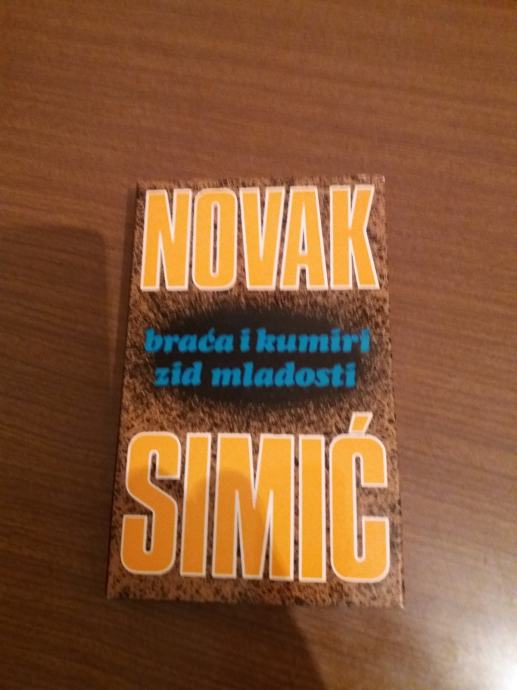 NOVAK
braća i kumiri
zid mladosti
SIMIĆ